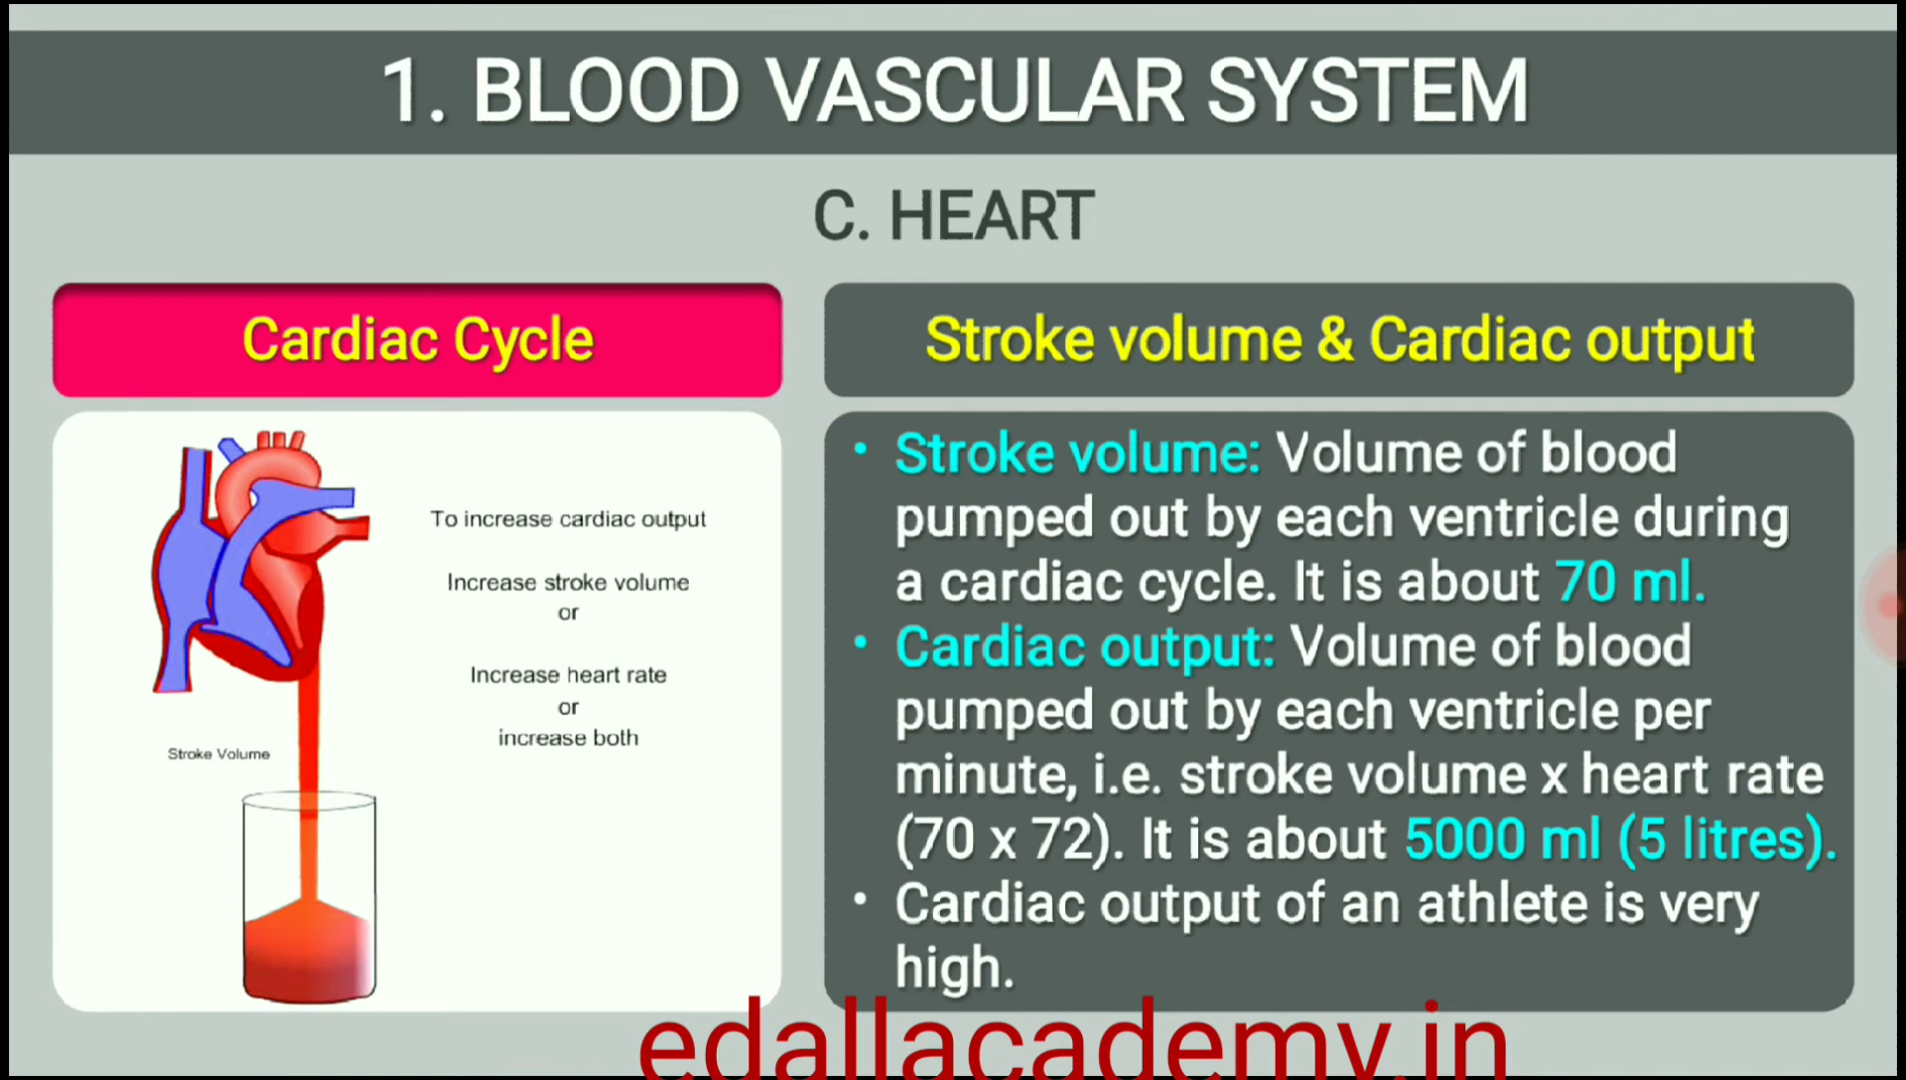 1. BLOOD VASCULAR SYSTEM
C. HEART
Cardiac Cycle
To increase cardiac output
Increase stroke volume
or
Increase heart rate
or
increase both
Stroke Volume
Stroke volume & Cardiac output
• Stroke volume: Volume of blood
pumped out by each ventricle during
a cardiac cycle. It is about 70 ml.
• Cardiac output: Volume of blood
pumped out by each ventricle per
minute, i.e. stroke volume x heart rate
(70 x 72). It is about 5000 ml (5 litres).
• Cardiac output of an athlete is very
high.
edallacademy.in